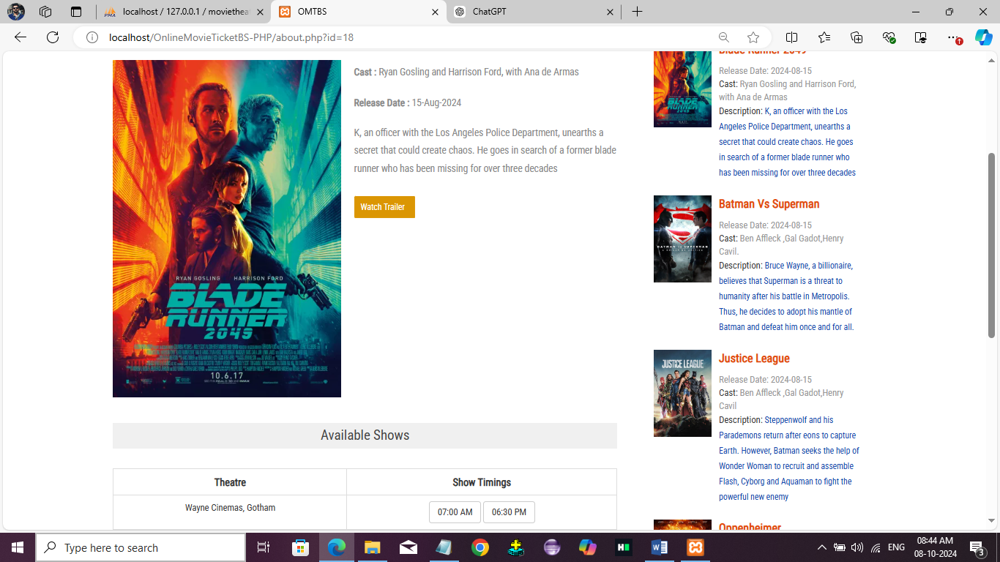 localhost / 127.0.0.1 / movietheat
OMTBS
ChatGPT
localhost/OnlineMovieTicketBS-PHP/about.php?id=18
RYAN GOSLING HARRISON FORD
BLADE
RUNNER
2049
10.6.17
Cast : Ryan Gosling and Harrison Ford, with Ana de Armas
Release Date : 15-Aug-2024
K, an officer with the Los Angeles Police Department, unearths a
secret that could create chaos. He goes in search of a former blade
runner who has been missing for over three decades
Watch Trailer
Available Shows
Theatre Show Timings
Wayne Cinemas, Gotham 07:00 AM 06:30 PM
Blade Runner 2049
Release Date: 2024-08-15
Cast: Ryan Gosling and Harrison Ford,
with Ana de Armas
Description: K, an officer with the Los
Angeles Police Department, unearths a
secret that could create chaos. He goes
in search of a former blade runner who
has been missing for over three decades
BATMAN V SUPERMAN
Batman Vs Superman
Release Date: 2024-08-15
Cast: Ben Affleck ,Gal Gadot,Henry
Cavil.
Description: Bruce Wayne, a billionaire,
believes that Superman is a threat to
humanity after his battle in Metropolis.
Thus, he decides to adopt his mantle of
Batman and defeat him once and for all.
JUSTICE LEAGUE
Justice League
Release Date: 2024-08-15
Cast: Ben Affleck ,Gal Gadot,Henry
Cavil
Description: Steppenwolf and his
Parademons return after eons to capture
Earth. However, Batman seeks the help of
Wonder Woman to recruit and assemble
Flash, Cyborg and Aquaman to fight the
powerful new enemy
Oppenheimer
Type here to search
ENG
08:44 AM
08-10-2024
3